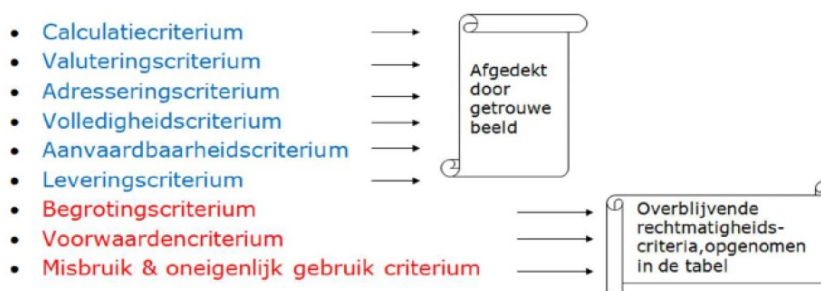 • Calculatiecriterium
• Valuteringscriterium
• Adresseringscriterium
• Volledigheidscriterium
• Aanvaardbaarheidscriterium
• Leveringscriterium
• Begrotingscriterium
• Voorwaardencriterium
• Misbruik & oneigenlijk gebruik criterium
Afgedekt
door
getrouwe
beeld
Overblijvende
rechtmatigheids-
criteria,opgenomen
in de tabel